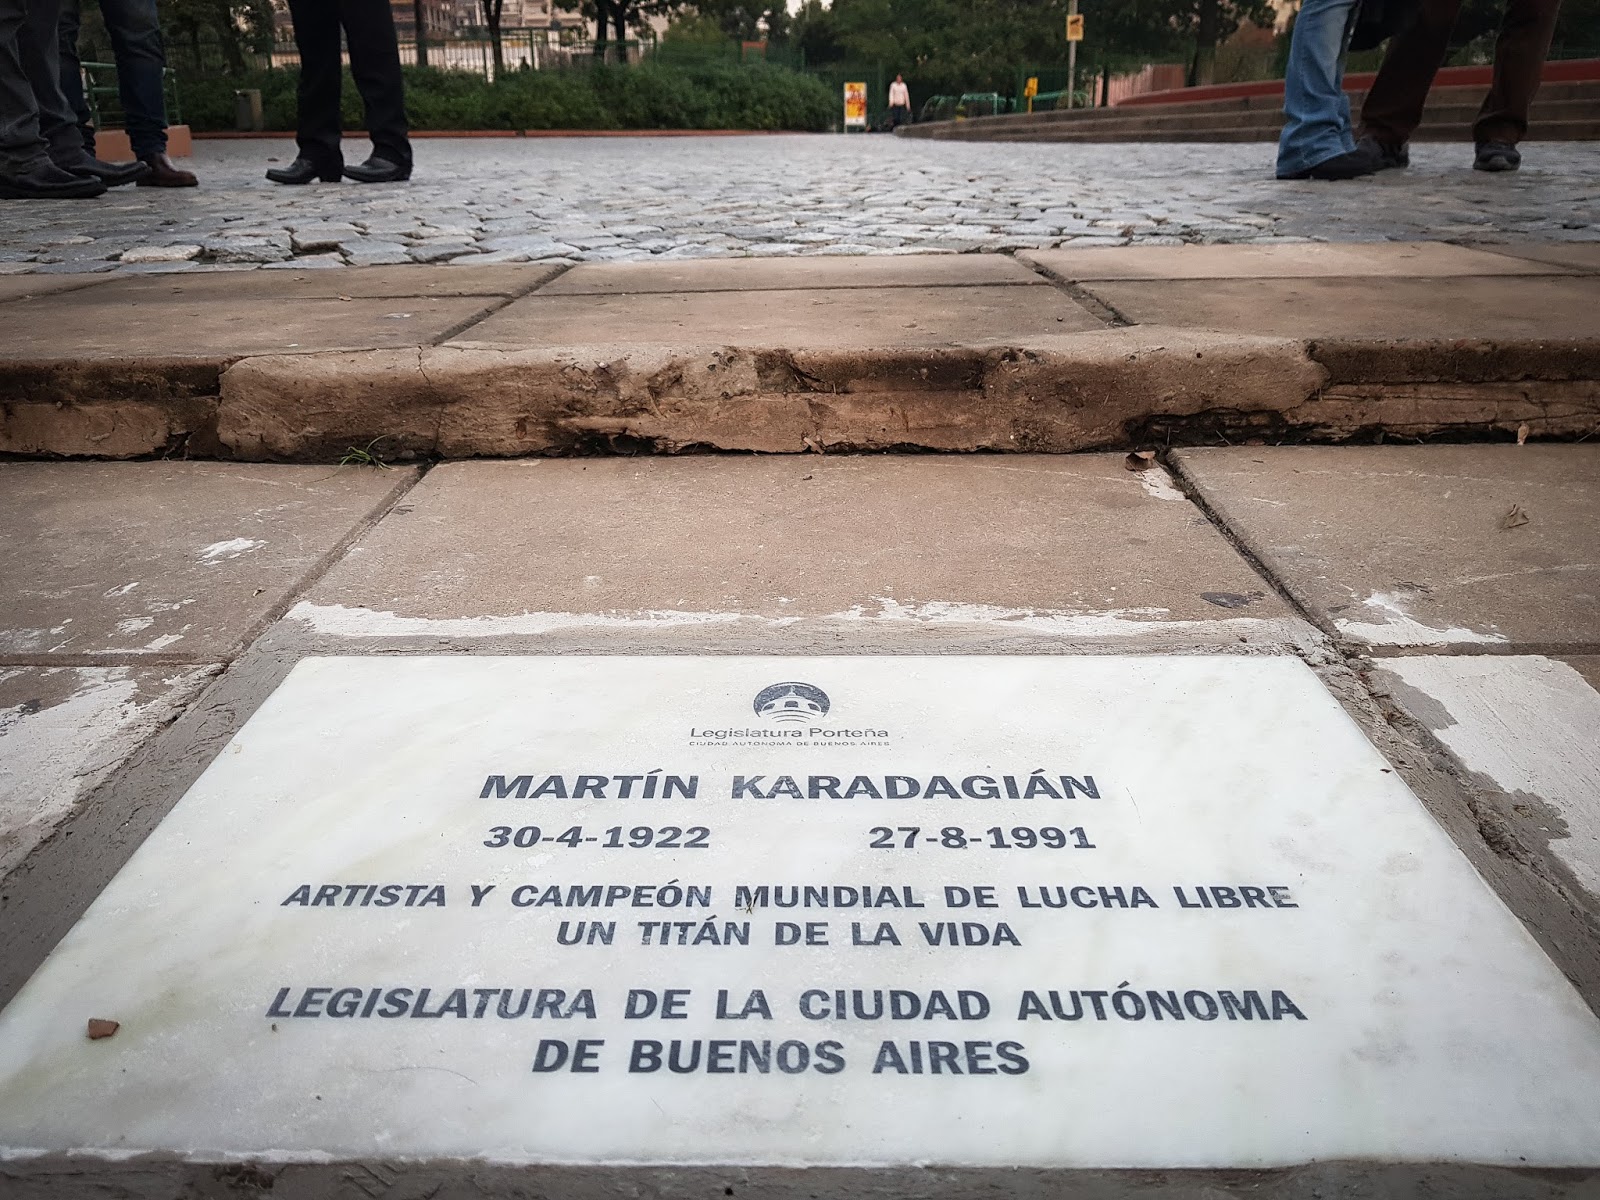 Legislatura Porteña
CIUDAD AUTÓNOMA DE BUENOS AIRES
MARTÍN KARADAGIÁN
30-4-1922 27-8-1991
ARTISTA Y CAMPEÓN MUNDIAL DE LUCHA LIBRE
UN TITÁN DE LA VIDA
LEGISLATURA DE LA CIUDAD AUTÓNOMA
DE BUENOS AIRES